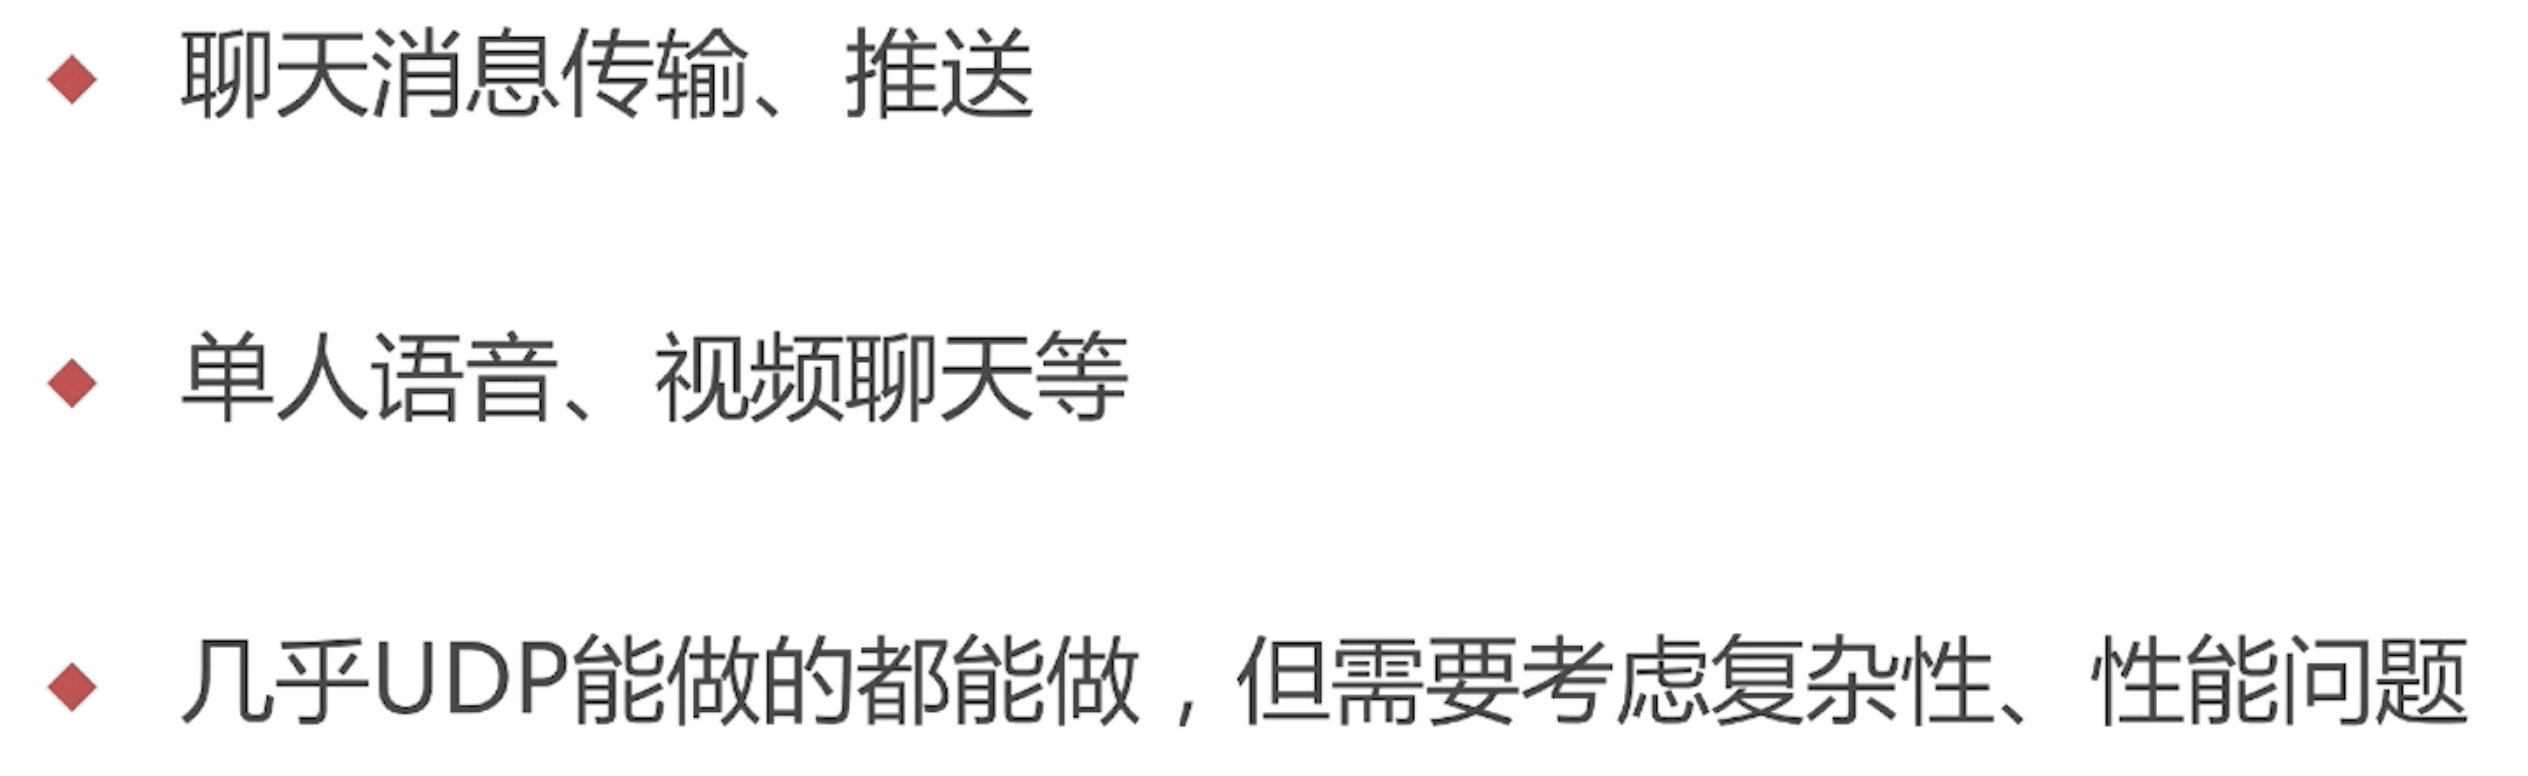 聊天消息传输、推送
单人语音、视频聊天等
几乎UDP能做的都能做，但需要考虑复杂性、性能问题